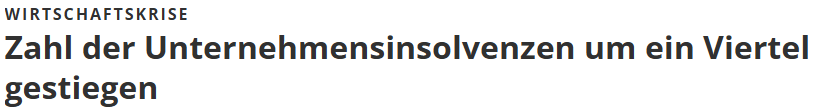 WIRTSCHAFTSKRISE
Zahl der Unternehmensinsolvenzen um ein Viertel
gestiegen